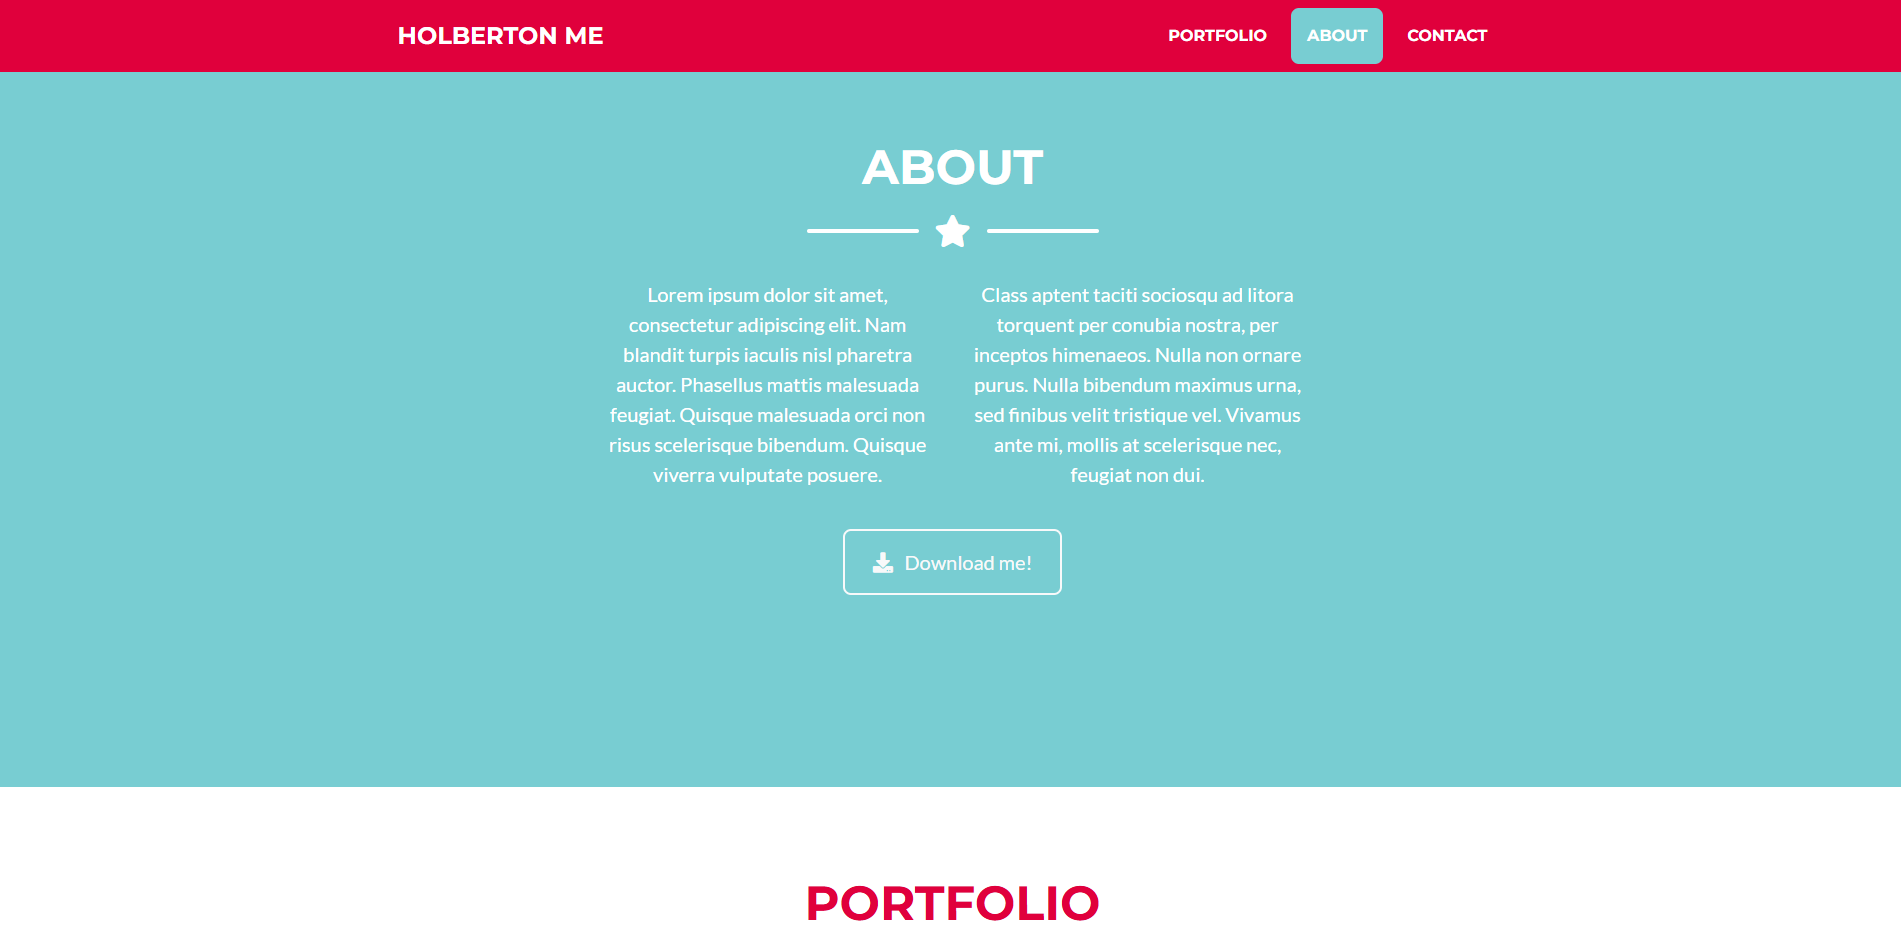 HOLBERTON ME
PORTFOLIO
ABOUT
CONTACT
ABOUT
Lorem ipsum dolor sit amet,
consectetur adipiscing elit. Nam
blandit turpis iaculis nisl pharetra
auctor. Phasellus mattis malesuada
feugiat. Quisque malesuada orci non
risus scelerisque bibendum. Quisque
viverra vulputate posuere.
Class aptent taciti sociosqu ad litora
torquent per conubia nostra, per
inceptos himenaeos. Nulla non ornare
purus. Nulla bibendum maximus urna,
sed finibus velit tristique vel. Vivamus
ante mi, mollis at scelerisque nec,
feugiat non dui.
Download me!
PORTFOLIO